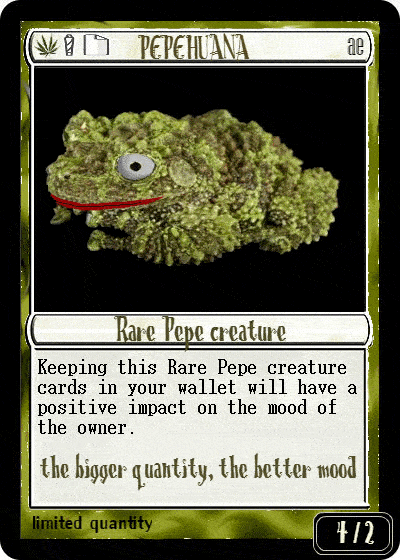 PEPEHUANA
ae
Rare Pepe creature
Keeping this Rare Pepe creature
cards in your wallet will have a
positive impact on the mood of
the owner.
the bigger quantity, the better mood
limited quantity
4/2